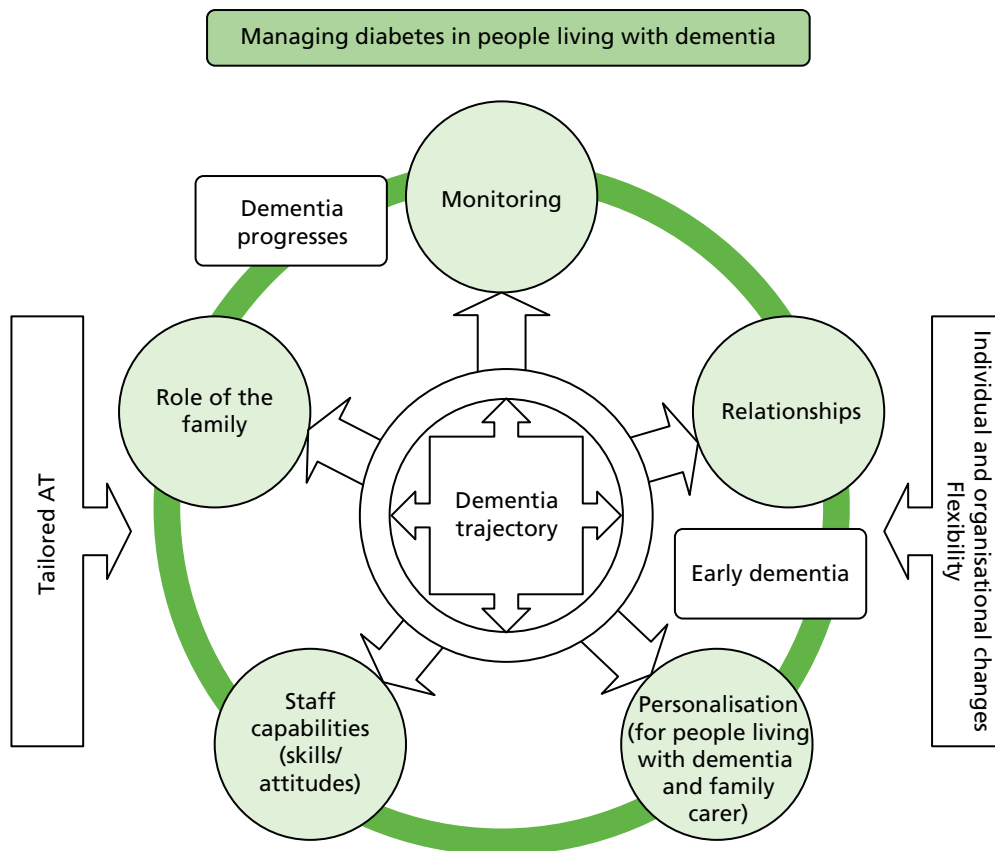 Managing diabetes in people living with dementia
Monitoring
Dementia
progresses
Role of the
family
Relationships
Tailored AT
Individual and organisational changes
Flexibility
Dementia
trajectory
Early dementia
Staff
capabilities
(skills/
attitudes)
Personalisation
(for people living
with dementia
and family
carer)